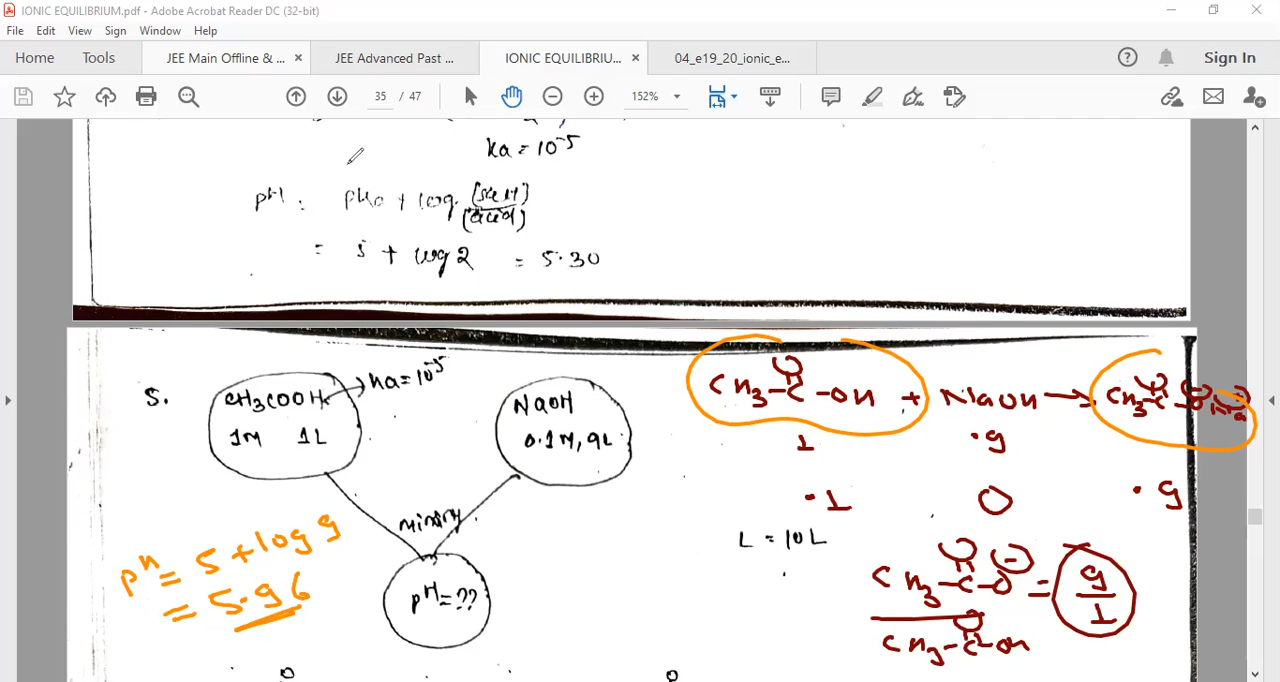 IONIC EQUILIBRIUM.pdf - Adobe Acrobat Reader DC (32-bit)
File Edit View Sign Window Help
Home Tools JEE Main Offline & ... × JEE Advanced Past ... IONIC EQUILIBRIU... × 04_e19_20_ionic_e... Sign In
35 / 47 152%
ka = 10⁻⁵
pH = pKa + log [salt]/[acid]
= 5 + log 2 = 5.30
5.
CH3COOH → ka = 10⁻⁵
1M 1L
NaOH
0.1M, 9L
mixing
pH = ??
pH = 5 + log 9
= 5.96
CH3-C-OH + NaOH →
1 .9
.1 0 .9
L = 10L
CH3-C-O⁻ = 9/1
CH3-C-OH